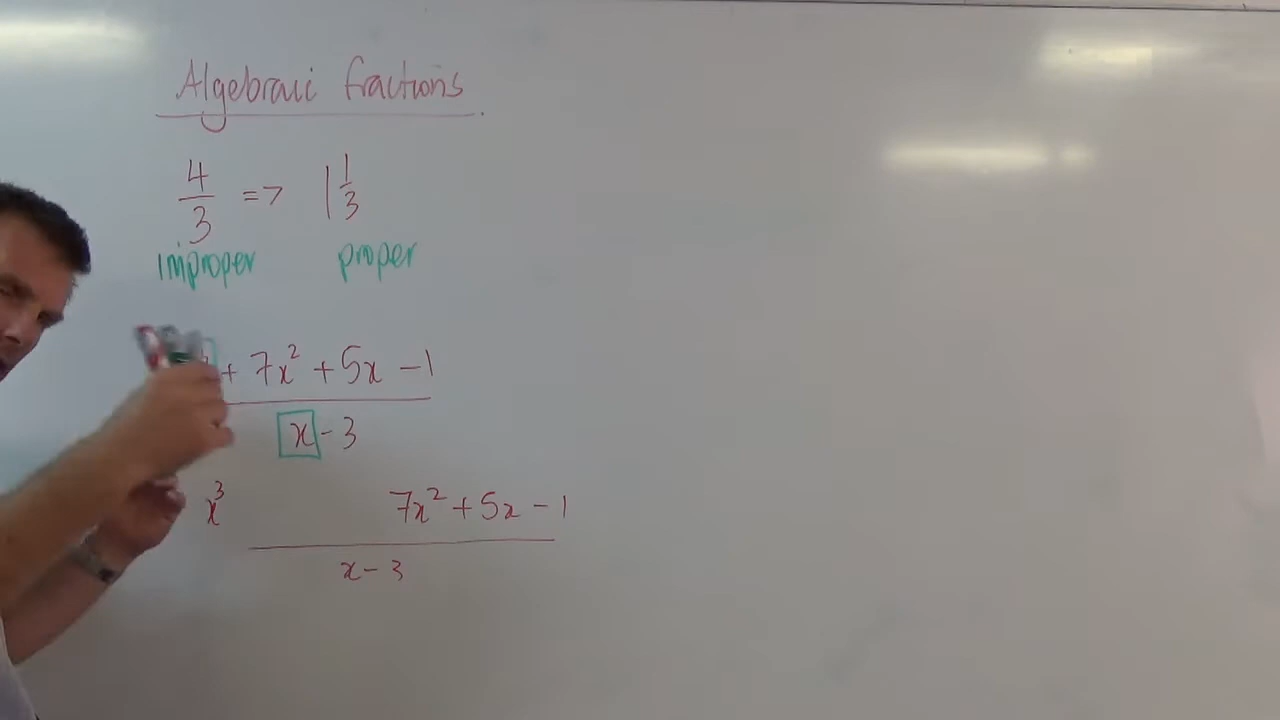 Algebraic fractions
4/3 => 1 1/3
improper proper
+ 7x² + 5x - 1
x - 3
x³ 7x² + 5x - 1
x - 3